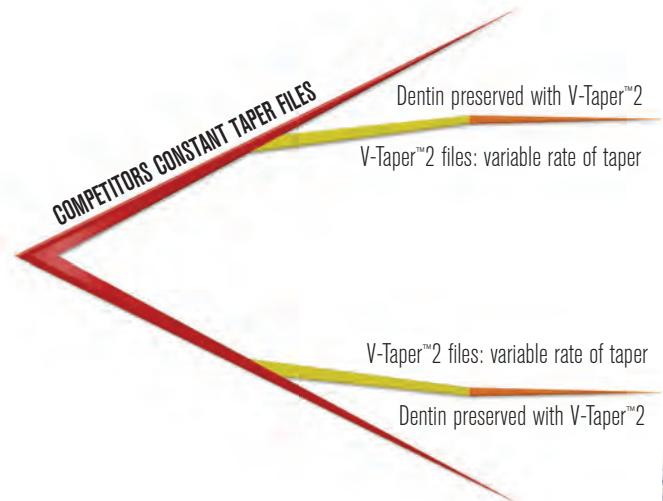 COMPETITORS CONSTANT TAPER FILES
Dentin preserved with V-Taper™2
V-Taper™2 files: variable rate of taper
V-Taper™2 files: variable rate of taper
Dentin preserved with V-Taper™2